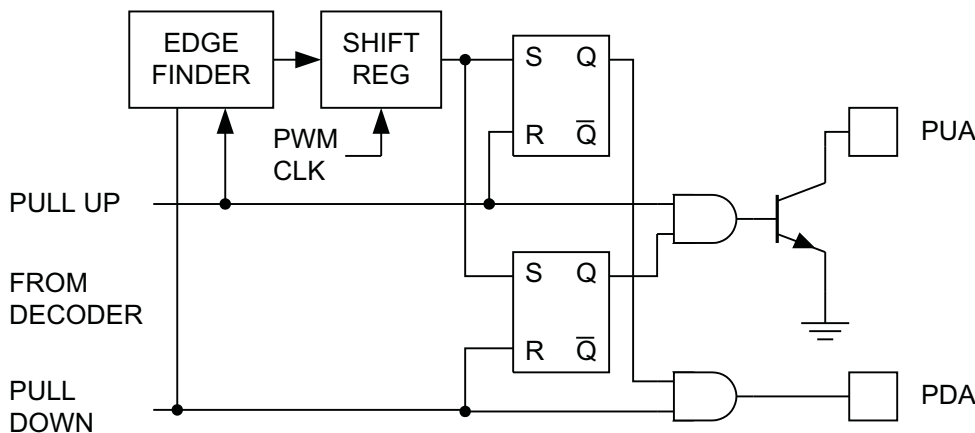 EDGE
FINDER
SHIFT
REG
S Q
R Q̅
PWM
CLK
PUA
PULL UP
FROM
DECODER
S Q
R Q̅
PULL
DOWN
PDA